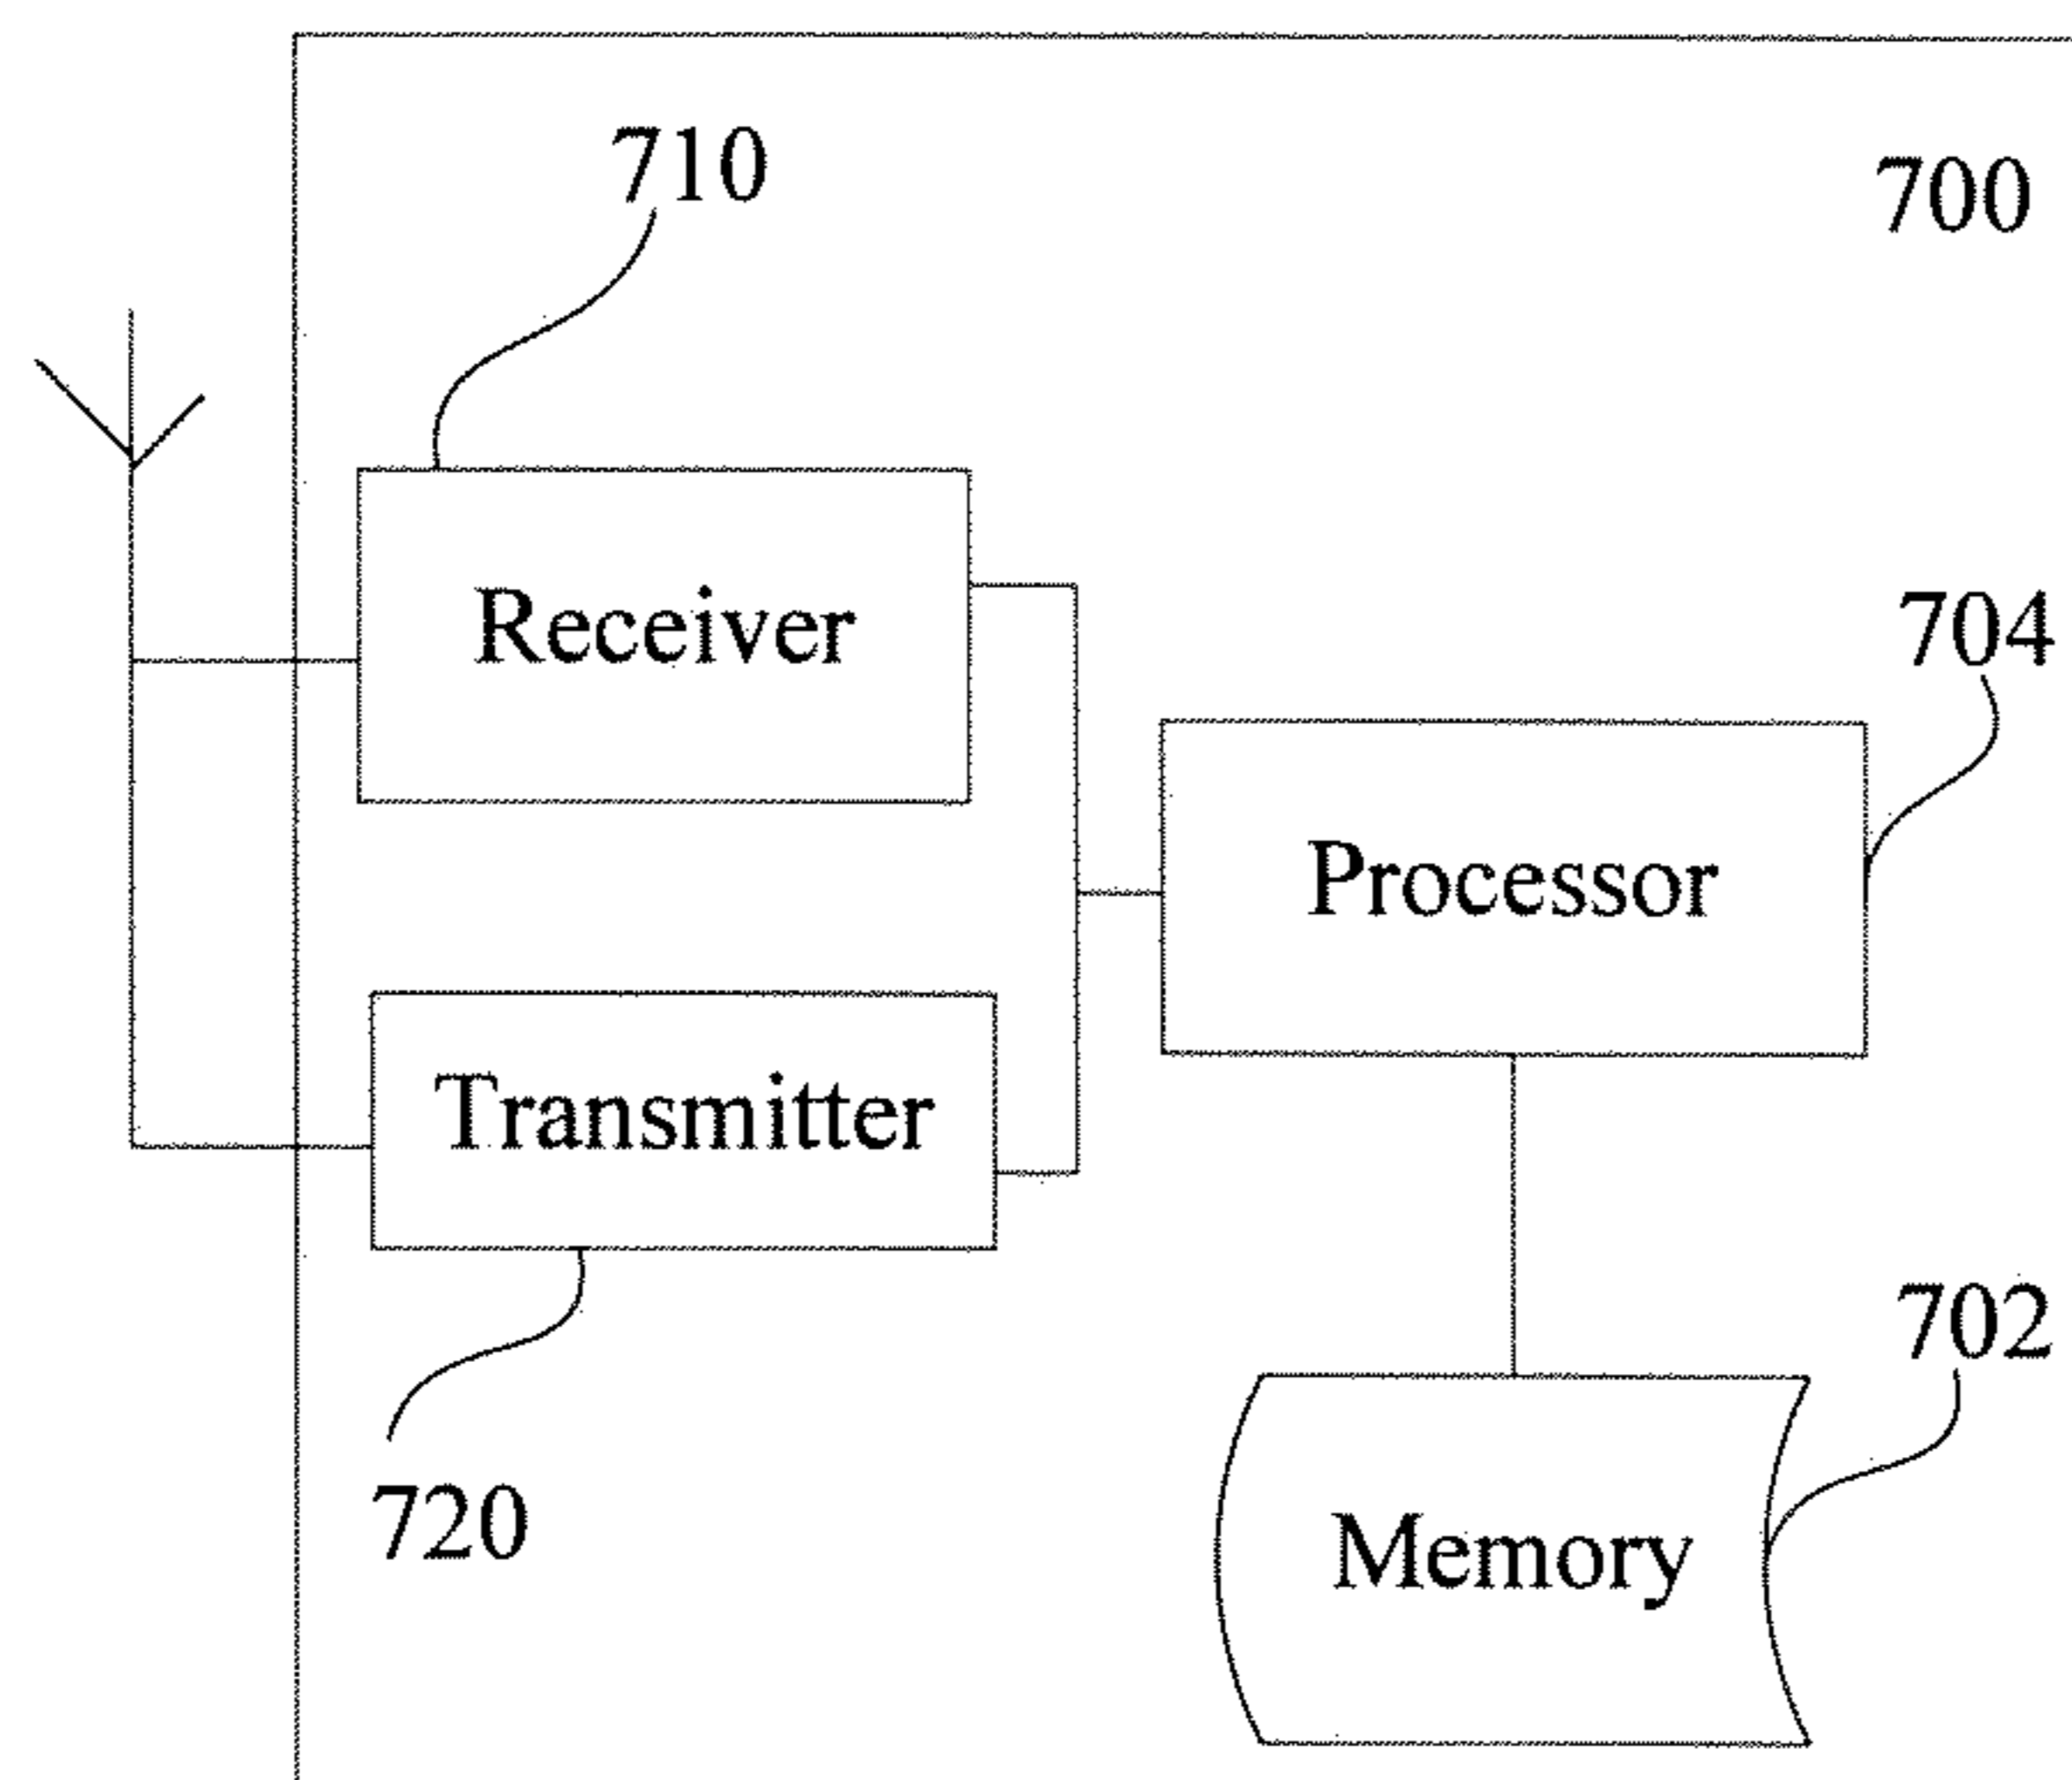 710
700
Receiver
704
Processor
Transmitter
702
720
Memory